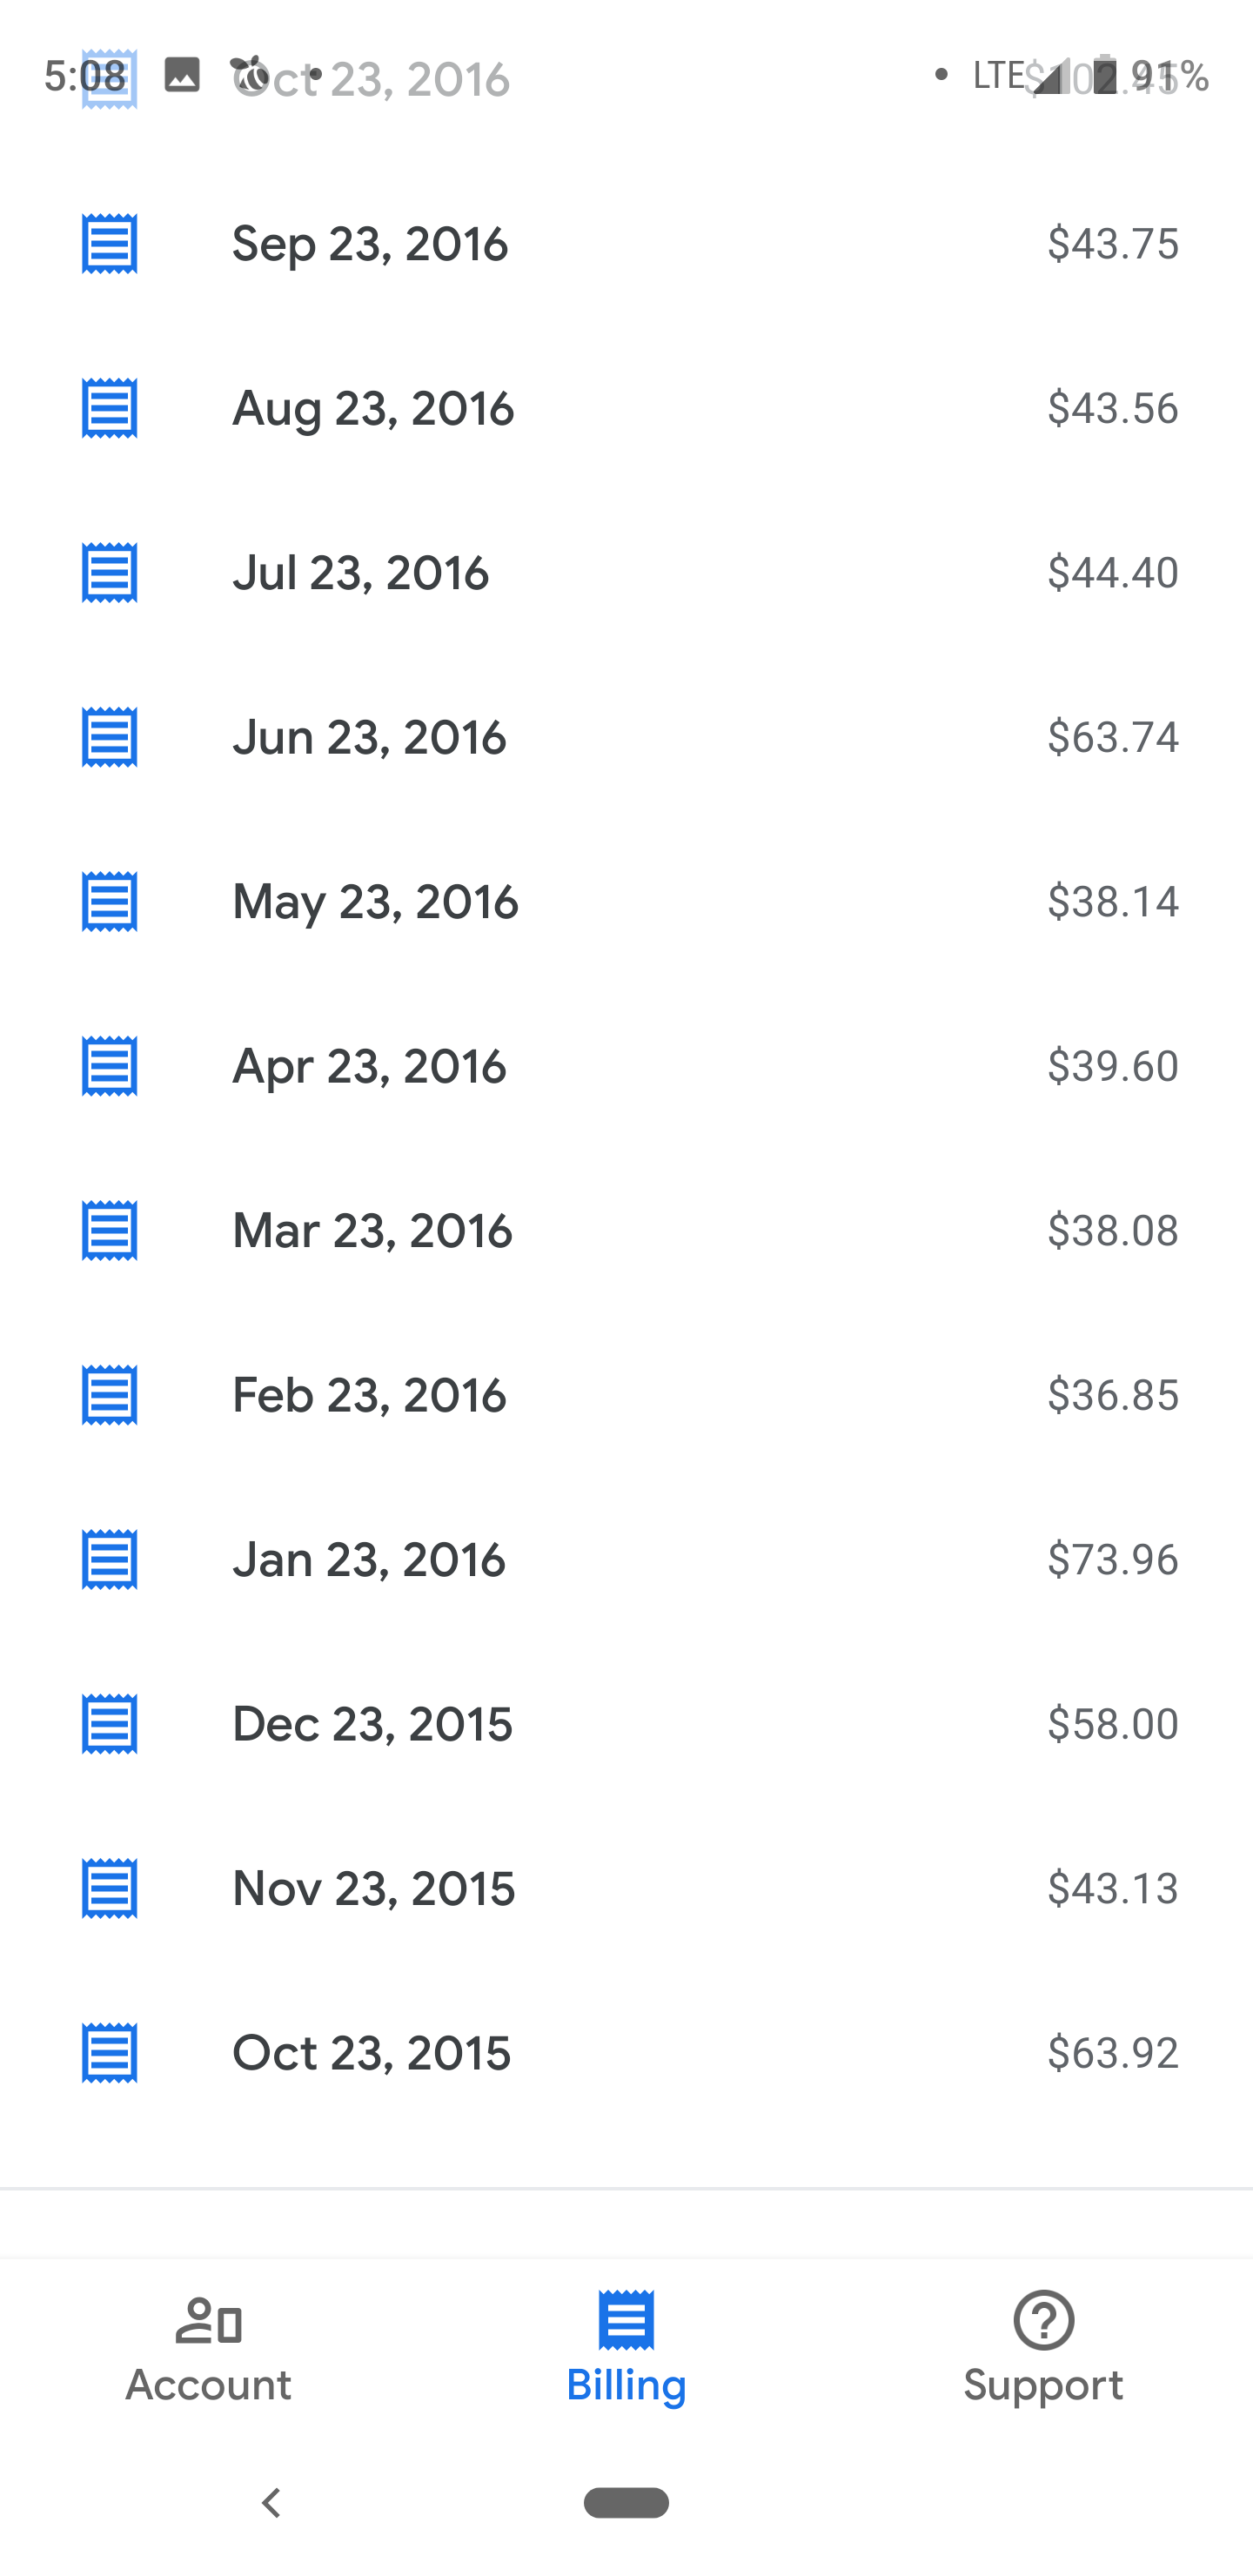 5:08 LTE 91%
Oct 23, 2016 $102.45
Sep 23, 2016 $43.75
Aug 23, 2016 $43.56
Jul 23, 2016 $44.40
Jun 23, 2016 $63.74
May 23, 2016 $38.14
Apr 23, 2016 $39.60
Mar 23, 2016 $38.08
Feb 23, 2016 $36.85
Jan 23, 2016 $73.96
Dec 23, 2015 $58.00
Nov 23, 2015 $43.13
Oct 23, 2015 $63.92
Account Billing Support